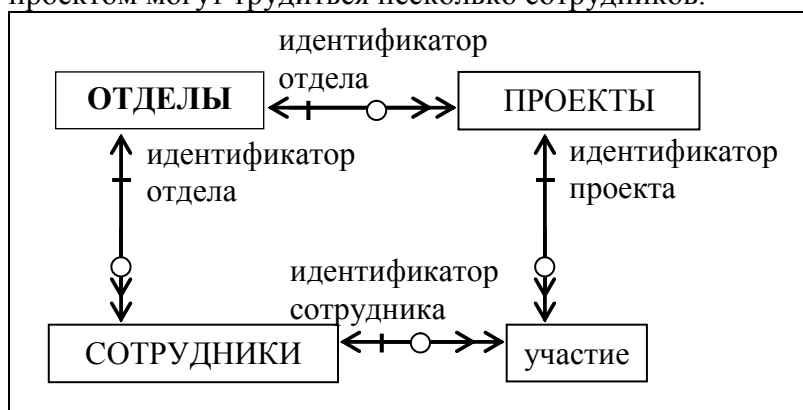 проектом могут трудиться несколько сотрудников.
идентификатор
отдела
ОТДЕЛЫ
ПРОЕКТЫ
идентификатор
отдела
идентификатор
проекта
идентификатор
сотрудника
СОТРУДНИКИ
участие